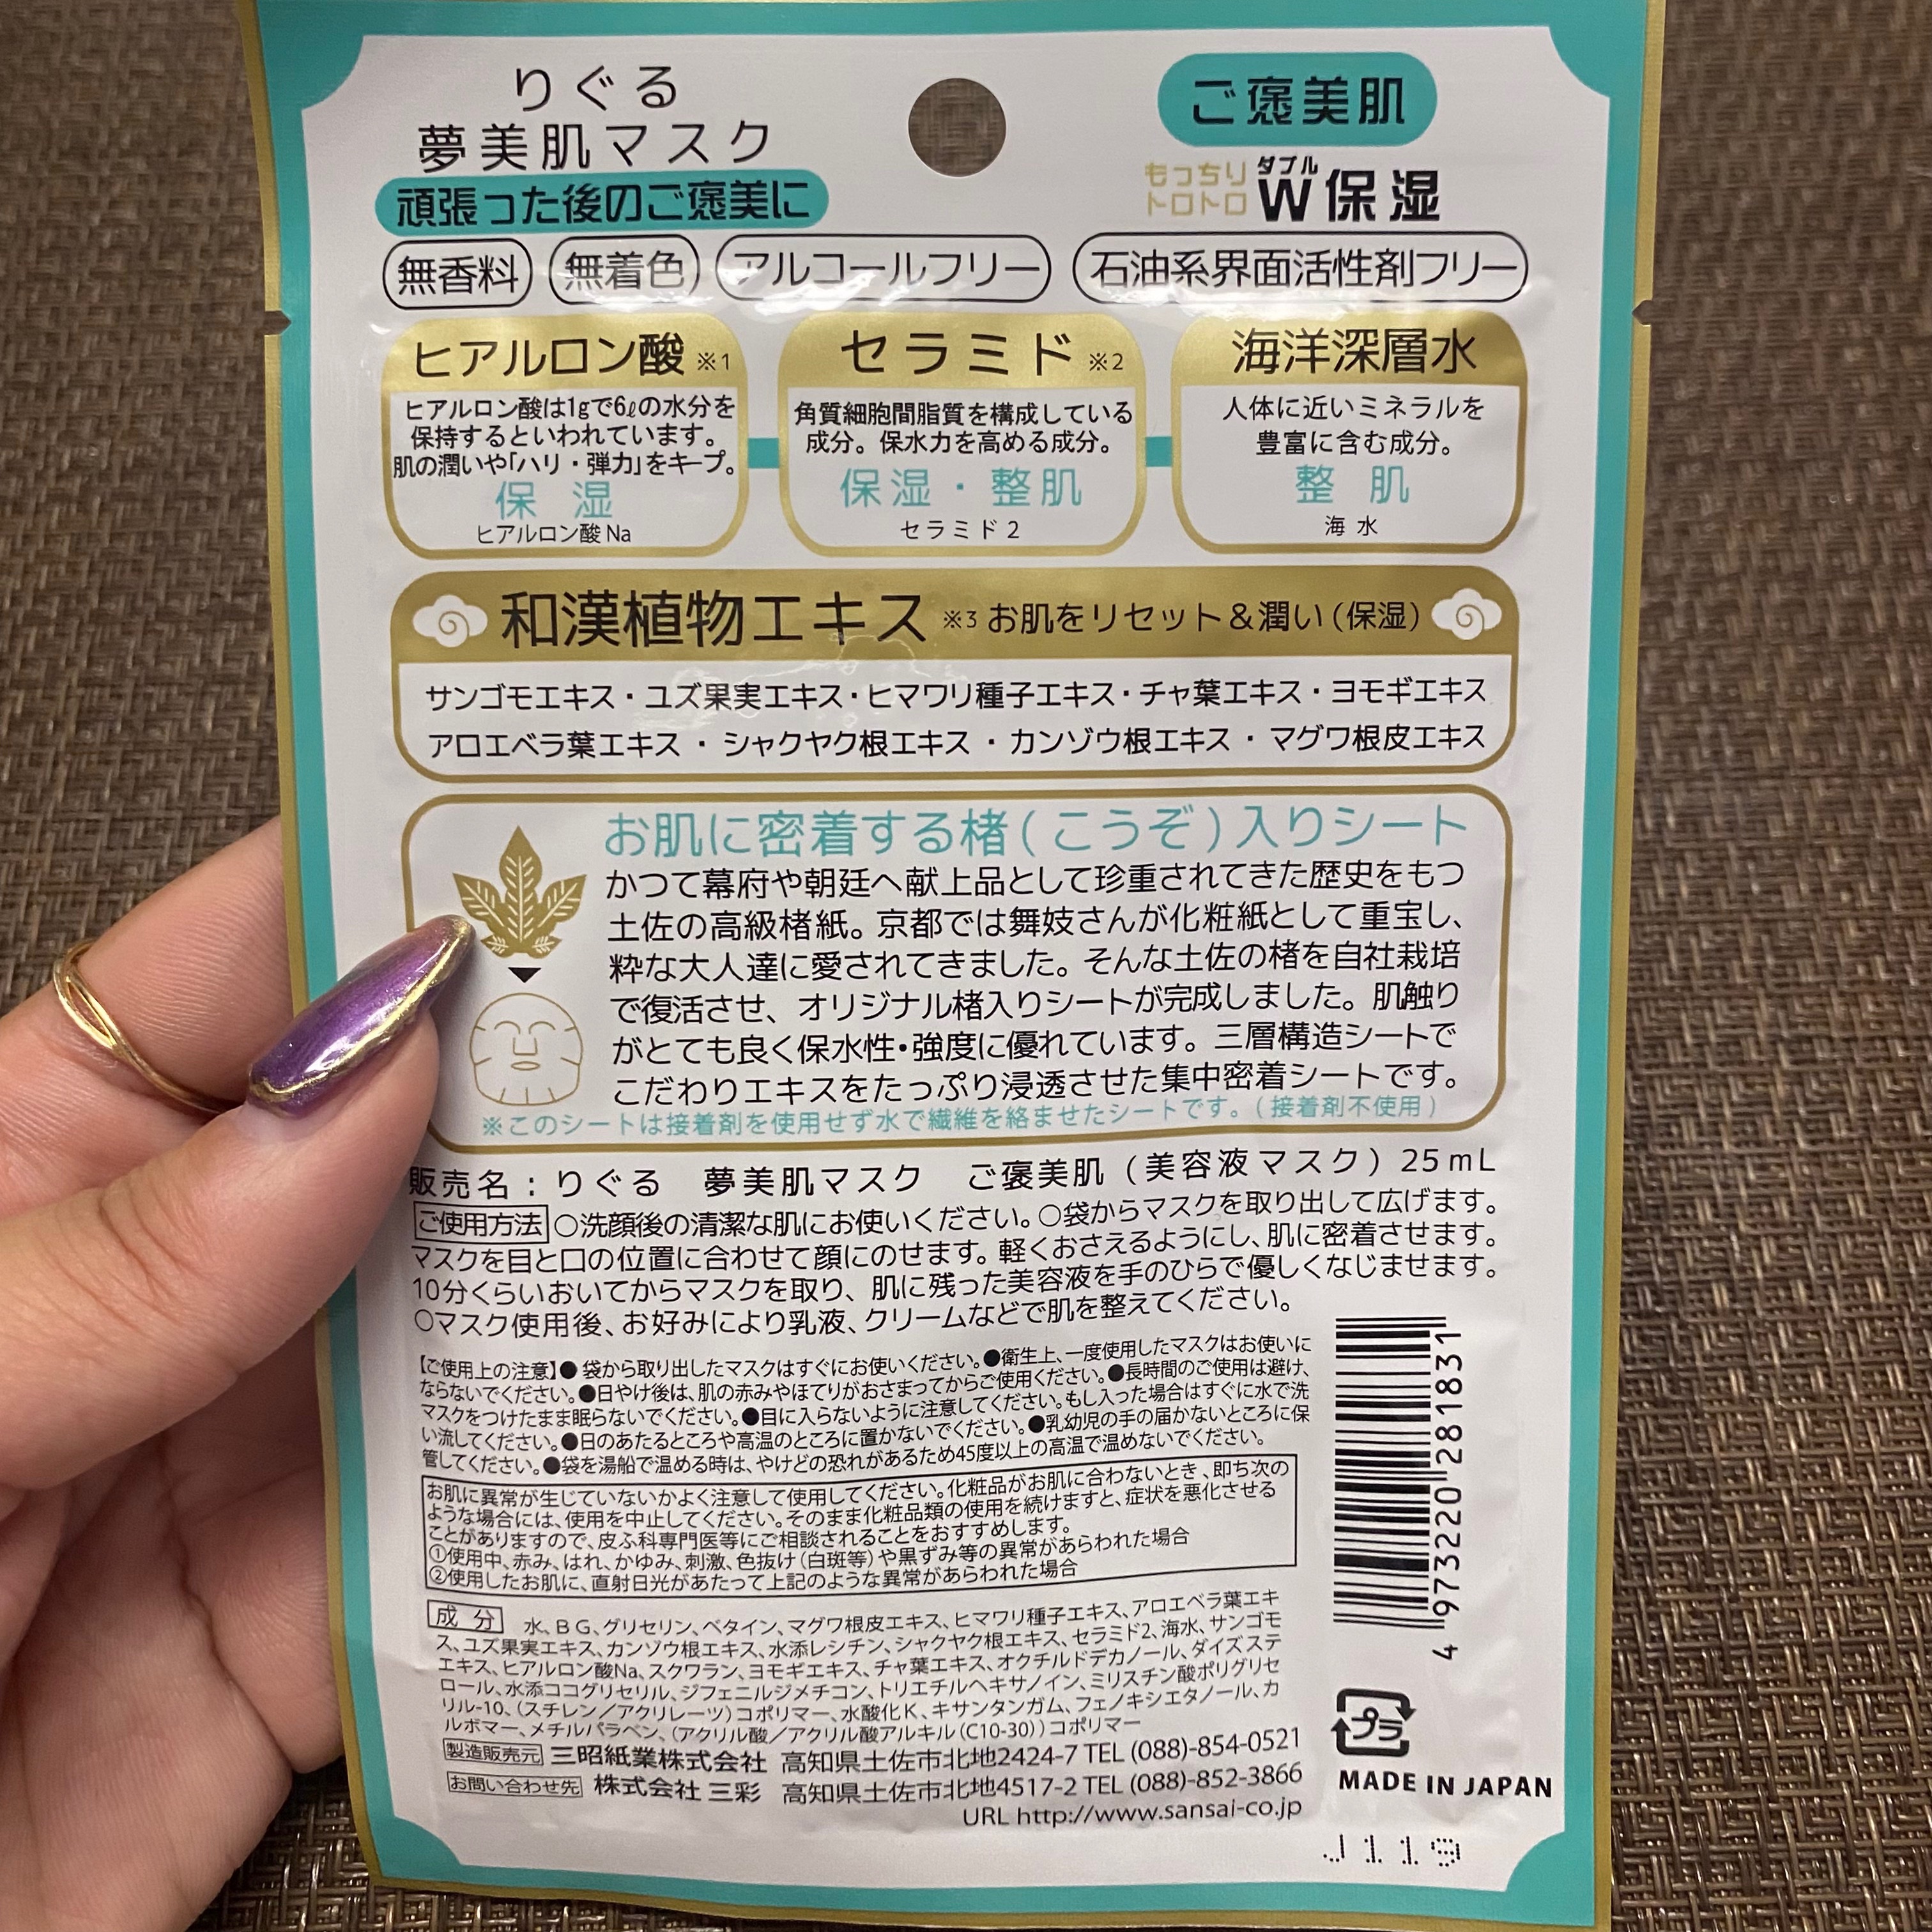 りぐる
夢美肌マスク
頑張った後のご褒美に
ご褒美肌
もっちり
トロトロ
ダブル
W保湿
無香料 無着色 アルコールフリー 石油系界面活性剤フリー
ヒアルロン酸 ※1
ヒアルロン酸は1gで6ℓの水分を
保持するといわれています。
肌の潤いや「ハリ・弾力」をキープ。
保 湿
ヒアルロン酸 Na
セラミド ※2
角質細胞間脂質を構成している
成分。保水力を高める成分。
保湿・整肌
セラミド 2
海洋深層水
人体に近いミネラルを
豊富に含む成分。
整 肌
海 水
和漢植物エキス ※3 お肌をリセット&潤い(保湿)
サンゴモエキス・ユズ果実エキス・ヒマワリ種子エキス・チャ葉エキス・ヨモギエキス
アロエベラ葉エキス ・ シャクヤク根エキス ・ カンゾウ根エキス ・ マグワ根皮エキス
お肌に密着する楮(こうぞ)入りシート
かつて幕府や朝廷へ献上品として珍重されてきた歴史をもつ
土佐の高級楮紙。京都では舞妓さんが化粧紙として重宝し、
粋な大人達に愛されてきました。そんな土佐の楮を自社栽培
で復活させ、オリジナル楮入りシートが完成しました。肌触り
がとても良く保水性・強度に優れています。三層構造シートで
こだわりエキスをたっぷり浸透させた集中密着シートです。
※このシートは接着剤を使用せず水で繊維を絡ませたシートです。(接着剤不使用)
販売名:りぐる 夢美肌マスク ご褒美肌(美容液マスク)25mL
ご使用方法 ○洗顔後の清潔な肌にお使いください。○袋からマスクを取り出して広げます。
マスクを目と口の位置に合わせて顔にのせます。軽くおさえるようにし、肌に密着させます。
10分くらいおいてからマスクを取り、肌に残った美容液を手のひらで優しくなじませます。
○マスク使用後、お好みにより乳液、クリームなどで肌を整えてください。
【ご使用上の注意】● 袋から取り出したマスクはすぐにお使いください。●衛生上、一度使用したマスクはお使いに
ならないでください。●日やけ後は、肌の赤みやほてりがおさまってからご使用ください。●長時間のご使用は避け、
マスクをつけたまま眠らないでください。●目に入らないように注意してください。もし入った場合はすぐに水で洗
い流してください。●日のあたるところや高温のところに置かないでください。●乳幼児の手の届かないところに保
管してください。●袋を湯船で温める時は、やけどの恐れがあるため45度以上の高温で温めないでください。
お肌に異常が生じていないかよく注意して使用してください。化粧品がお肌に合わないとき、即ち次の
ような場合には、使用を中止してください。そのまま化粧品類の使用を続けますと、症状を悪化させる
ことがありますので、皮ふ科専門医等にご相談されることをおすすめします。
①使用中、赤み、はれ、かゆみ、刺激、色抜け(白斑等)や黒ずみ等の異常があらわれた場合
②使用したお肌に、直射日光があたって上記のような異常があらわれた場合
成 分 水、BG、グリセリン、ベタイン、マグワ根皮エキス、ヒマワリ種子エキス、アロエベラ葉エキ
ス、ユズ果実エキス、カンゾウ根エキス、水添レシチン、シャクヤク根エキス、セラミド2、海水、サンゴモ
エキス、ヒアルロン酸Na、スクワラン、ヨモギエキス、チャ葉エキス、オクチルドデカノール、ダイズステ
ロール、水添ココグリセリル、ジフェニルジメチコン、トリエチルヘキサノイン、ミリスチン酸ポリグリセ
リル-10、(スチレン/アクリレーツ)コポリマー、水酸化K、キサンタンガム、フェノキシエタノール、カ
ルボマー、メチルパラベン、(アクリル酸/アクリル酸アルキル(C10-30))コポリマー
製造販売元 三昭紙業株式会社 高知県土佐市北地2424-7 TEL (088)-854-0521
お問い合わせ先 株式会社 三彩 高知県土佐市北地4517-2 TEL (088)-852-3866
URL http://www.sansai-co.jp
4 973220 281831
プラ
MADE IN JAPAN
J119